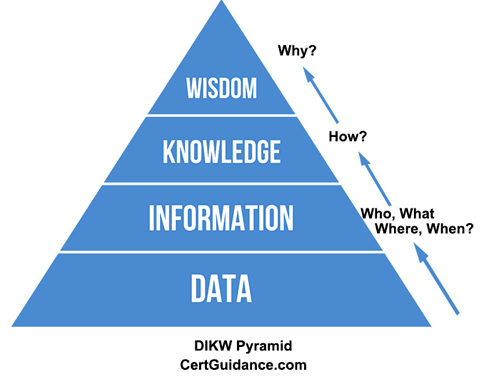 Why?
WISDOM
How?
KNOWLEDGE
Who, What
Where, When?
INFORMATION
DATA
DIKW Pyramid
CertGuidance.com